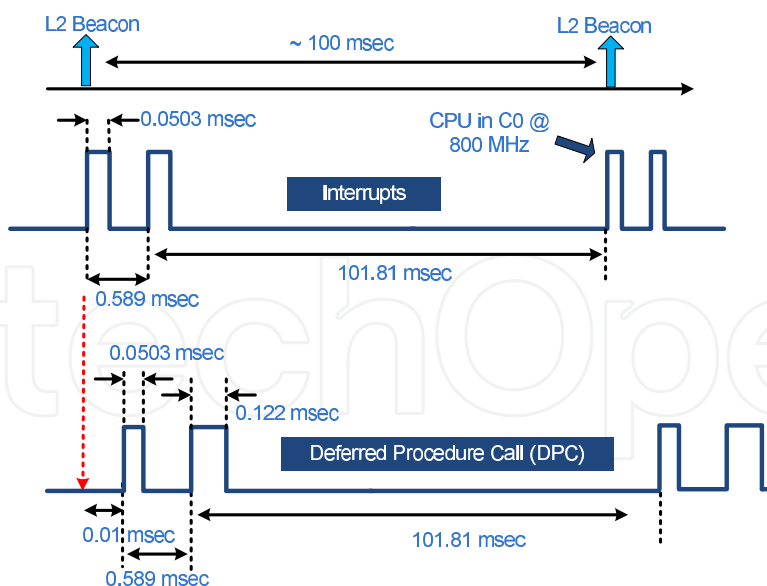 L2 Beacon
L2 Beacon
~ 100 msec
0.0503 msec
CPU in C0 @
800 MHz
Interrupts
101.81 msec
0.589 msec
0.0503 msec
0.122 msec
Deferred Procedure Call (DPC)
0.01 msec
101.81 msec
0.589 msec
techOpe